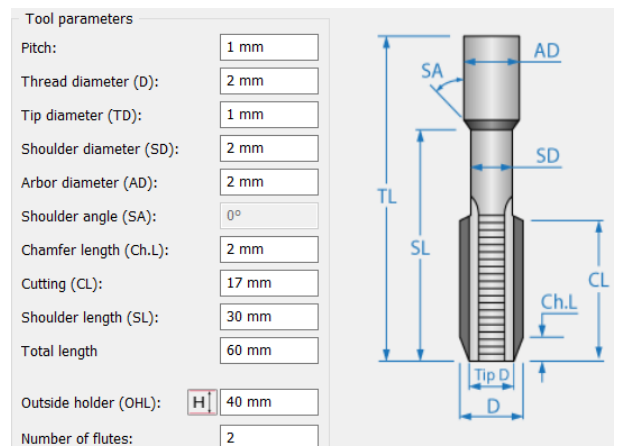 Tool parameters
Pitch: 1 mm
Thread diameter (D): 2 mm
Tip diameter (TD): 1 mm
Shoulder diameter (SD): 2 mm
Arbor diameter (AD): 2 mm
Shoulder angle (SA): 0º
Chamfer length (Ch.L): 2 mm
Cutting (CL): 17 mm
Shoulder length (SL): 30 mm
Total length 60 mm
Outside holder (OHL): H 40 mm
Number of flutes: 2
AD
SA
SD
TL
SL
CL
Ch.L
Tip D
D